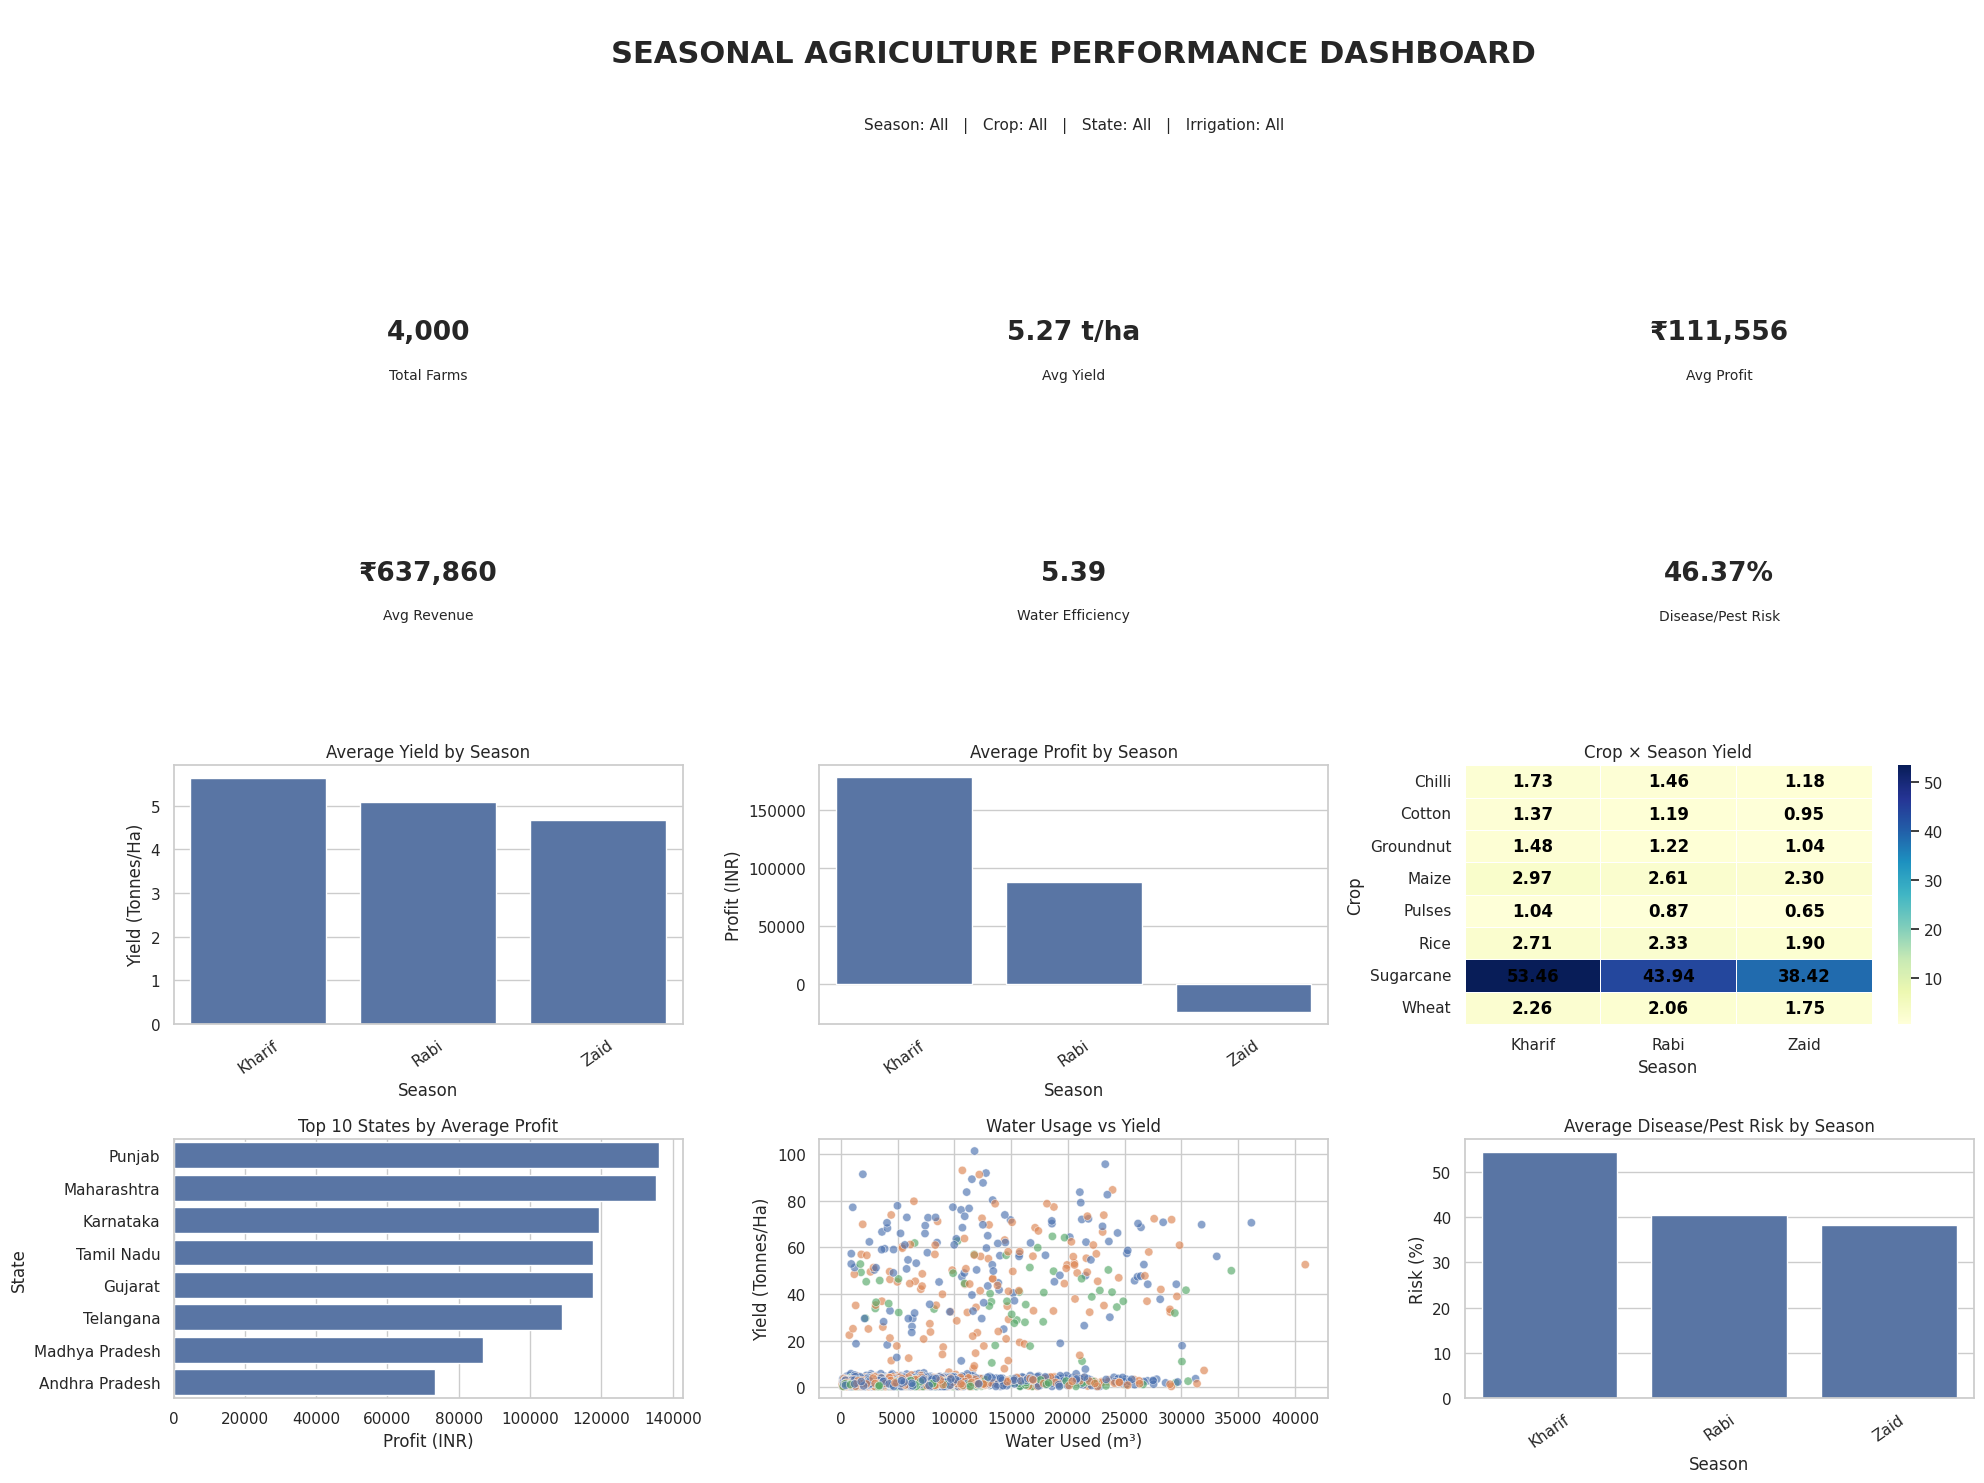 SEASONAL AGRICULTURE PERFORMANCE DASHBOARD
Season: All | Crop: All | State: All | Irrigation: All
4,000
Total Farms
5.27 t/ha
Avg Yield
₹111,556
Avg Profit
₹637,860
Avg Revenue
5.39
Water Efficiency
46.37%
Disease/Pest Risk
Average Yield by Season
Yield (Tonnes/Ha)
5
4
3
2
1
0
Kharif
Rabi
Zaid
Season
Average Profit by Season
Profit (INR)
150000
100000
50000
0
Kharif
Rabi
Zaid
Season
Crop × Season Yield
Crop
Chilli 1.73 1.46 1.18
Cotton 1.37 1.19 0.95
Groundnut 1.48 1.22 1.04
Maize 2.97 2.61 2.30
Pulses 1.04 0.87 0.65
Rice 2.71 2.33 1.90
Sugarcane 53.46 43.94 38.42
Wheat 2.26 2.06 1.75
Kharif Rabi Zaid
Season
50
40
30
20
10
Top 10 States by Average Profit
State
Punjab
Maharashtra
Karnataka
Tamil Nadu
Gujarat
Telangana
Madhya Pradesh
Andhra Pradesh
0 20000 40000 60000 80000 100000 120000 140000
Profit (INR)
Water Usage vs Yield
Yield (Tonnes/Ha)
100
80
60
40
20
0
0 5000 10000 15000 20000 25000 30000 35000 40000
Water Used (m³)
Average Disease/Pest Risk by Season
Risk (%)
50
40
30
20
10
0
Kharif
Rabi
Zaid
Season